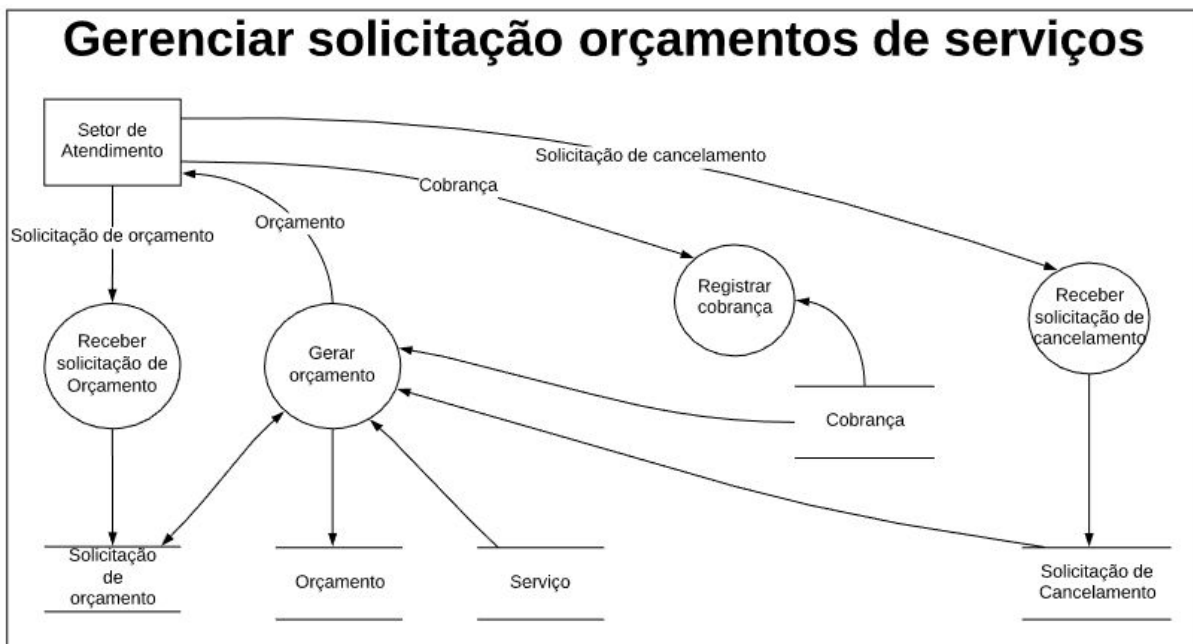 Gerenciar solicitação orçamentos de serviços
Setor de
Atendimento
Solicitação de cancelamento
Cobrança
Orçamento
Solicitação de orçamento
Registrar
cobrança
Receber
solicitação de
cancelamento
Receber
solicitação de
Orçamento
Gerar
orçamento
Cobrança
Solicitação
de
orçamento
Orçamento
Serviço
Solicitação de
Cancelamento